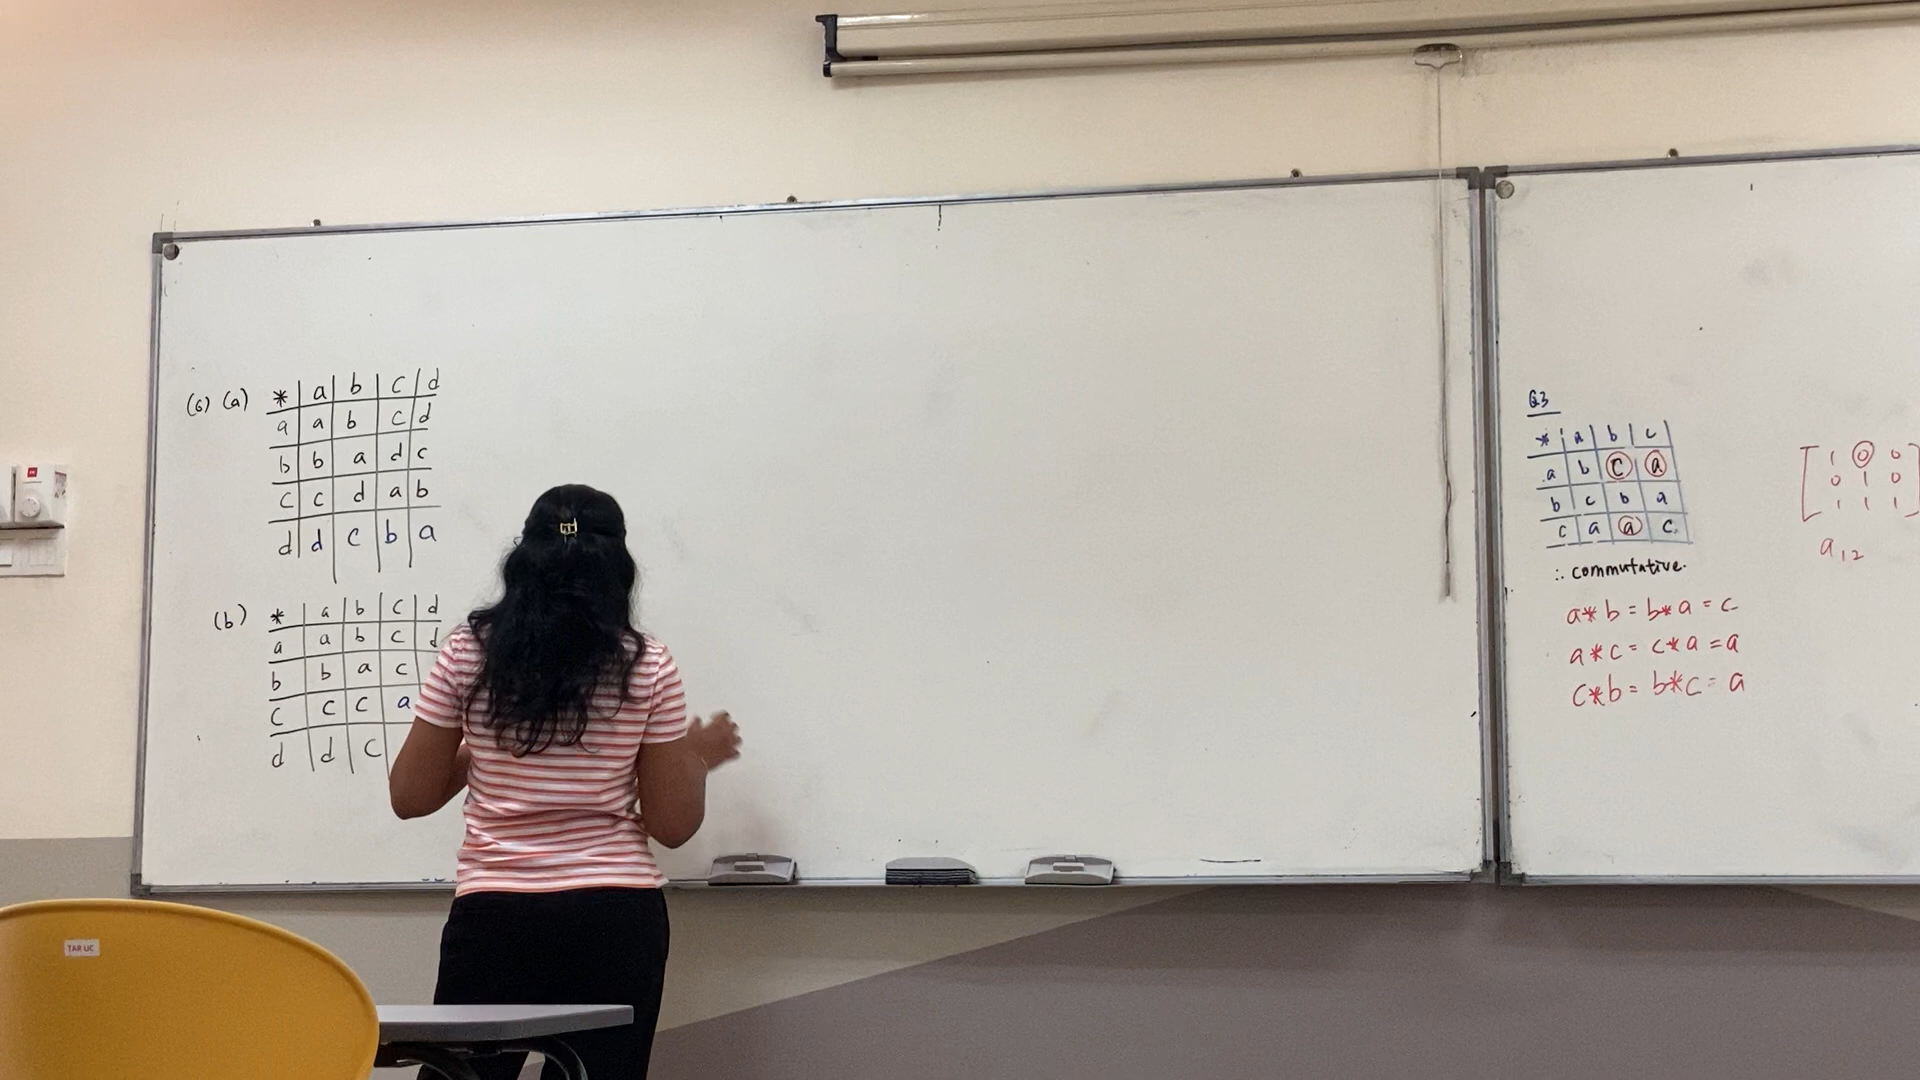 (6) (a) * a b c d
a a b c d
b b a d c
c c d a b
d d c b a
(b) * a b c d
a a b c d
b b a c
c c c a
d d c
Q3
* a b c
a b c a
b c b a
c a a c
∴ commutative.
a * b = b * a = c
a * c = c * a = a
c * b = b * c = a
1 0 0
0 1 0
1 1 1
a12
TAR UC